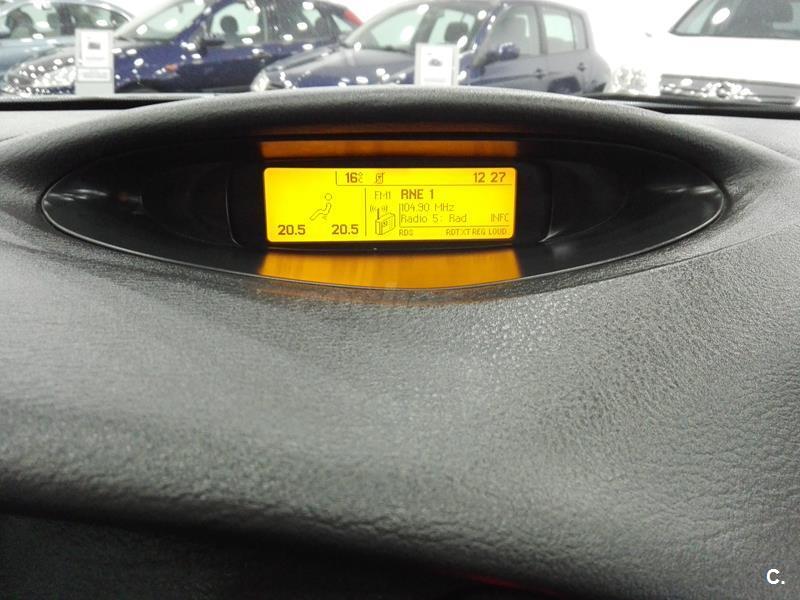 16°C 12 27
FM1 RNE 1
104.90 MHz
Radio 5: Rad INFO
20.5 20.5
RDS RDTXT REG LOUD
C.